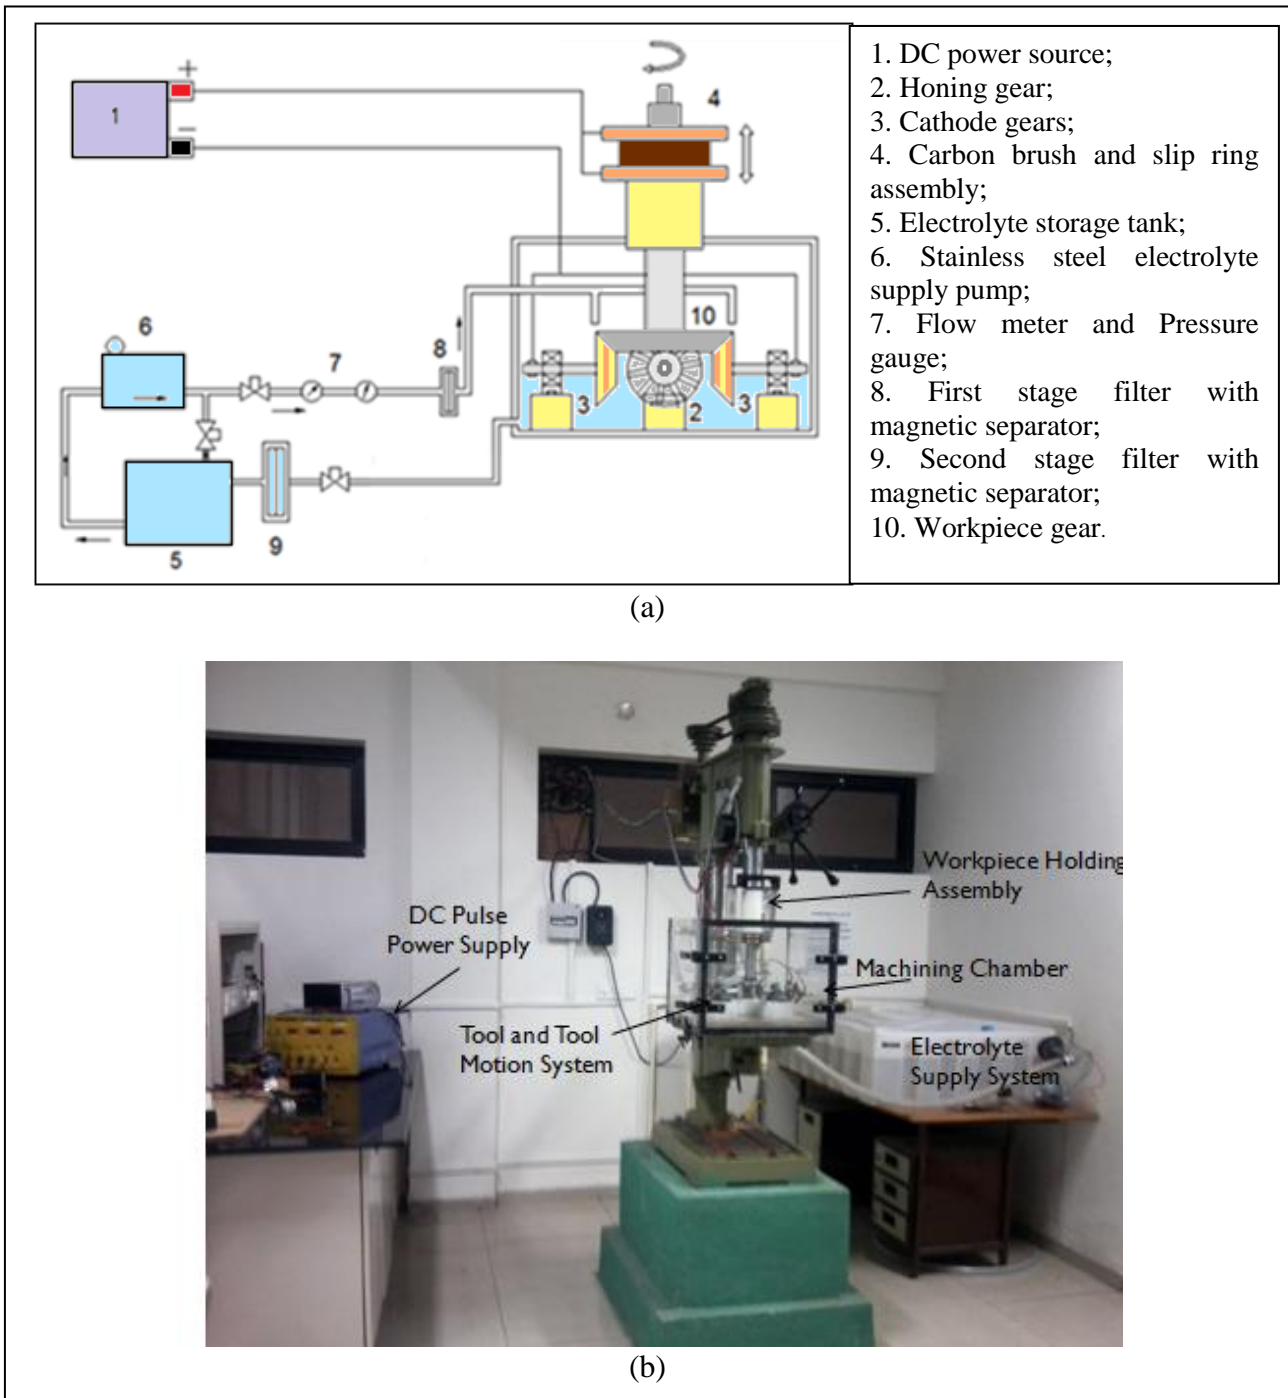 +
1
−
4
1. DC power source;
2. Honing gear;
3. Cathode gears;
4. Carbon brush and slip ring
assembly;
5. Electrolyte storage tank;
6. Stainless steel electrolyte
supply pump;
7. Flow meter and Pressure
gauge;
8. First stage filter with
magnetic separator;
9. Second stage filter with
magnetic separator;
10. Workpiece gear.
6
7
8
10
3
2
3
5
9
(a)
Workpiece Holding
Assembly
DC Pulse
Power Supply
Machining Chamber
Tool and Tool
Motion System
Electrolyte
Supply System
(b)